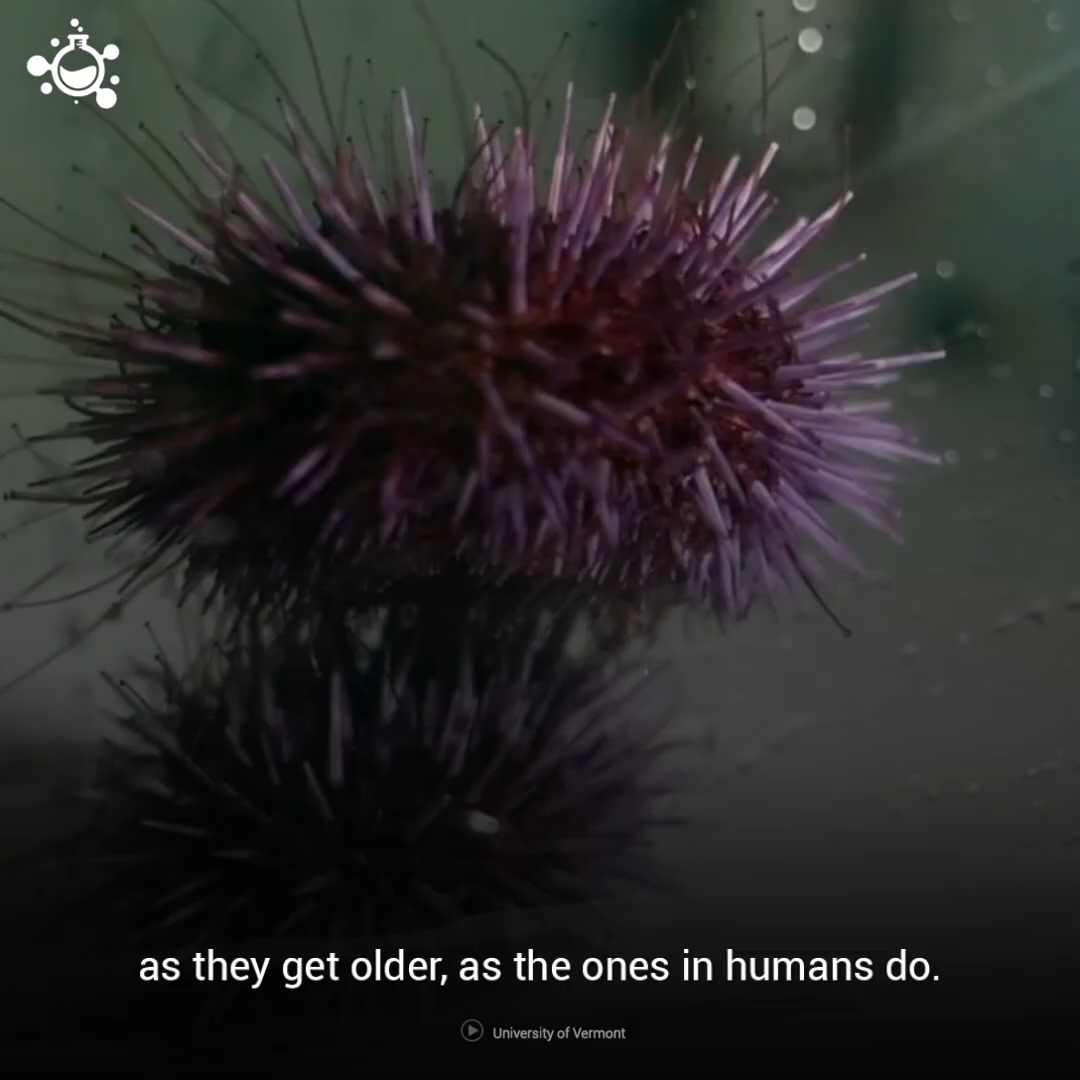 as they get older, as the ones in humans do.
University of Vermont